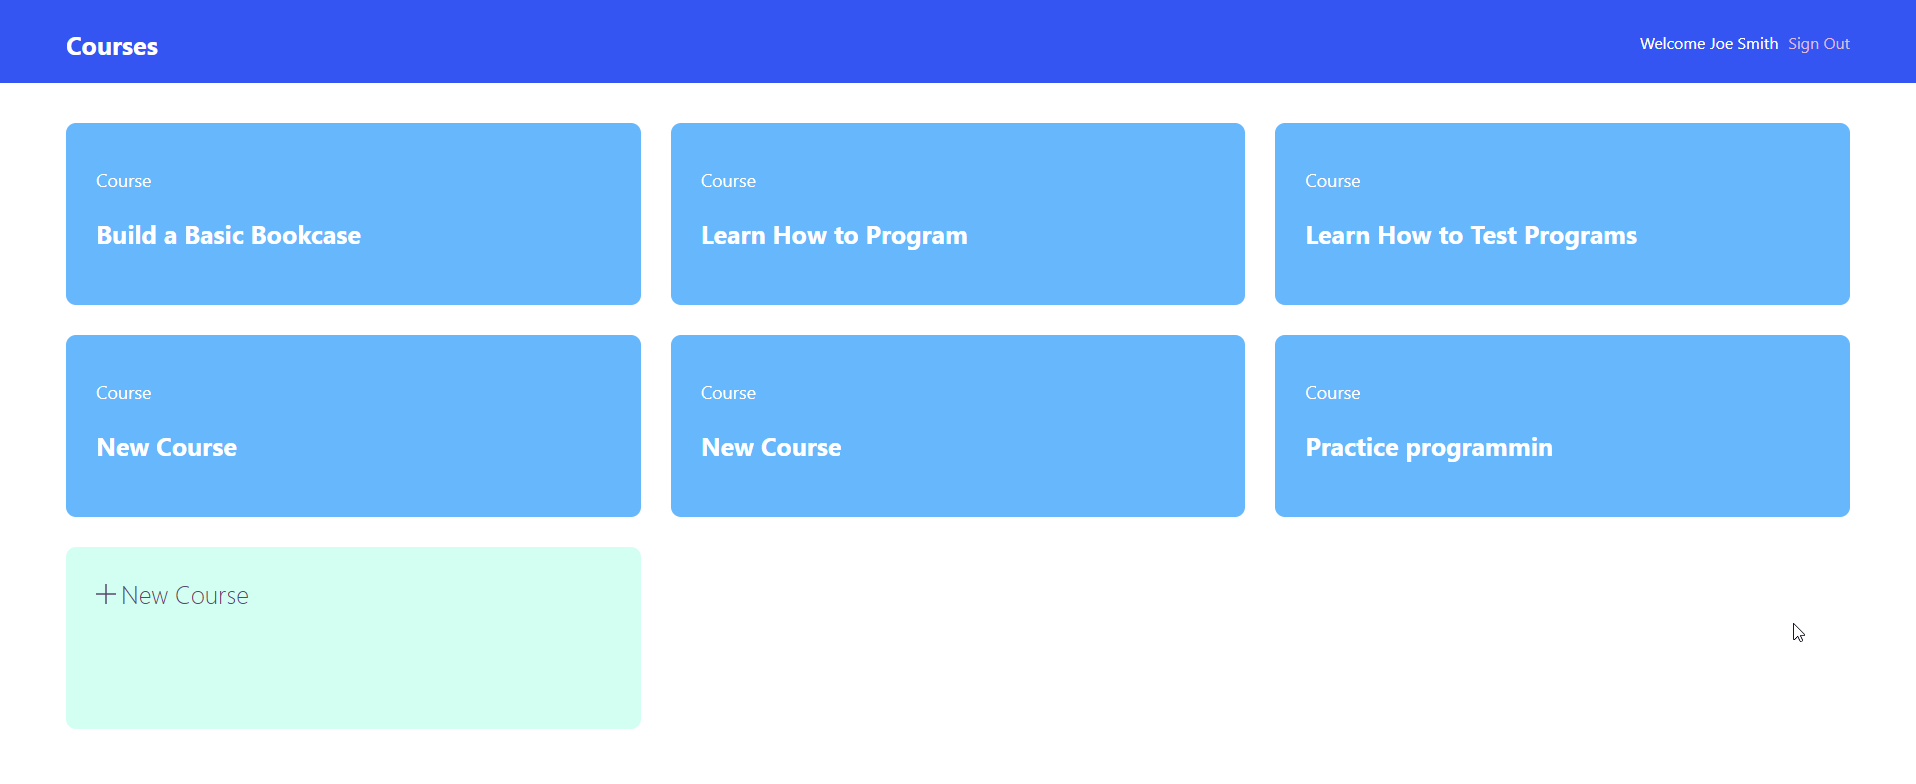 Courses
Welcome Joe Smith Sign Out
Course
Build a Basic Bookcase
Course
Learn How to Program
Course
Learn How to Test Programs
Course
New Course
Course
New Course
Course
Practice programmin
New Course